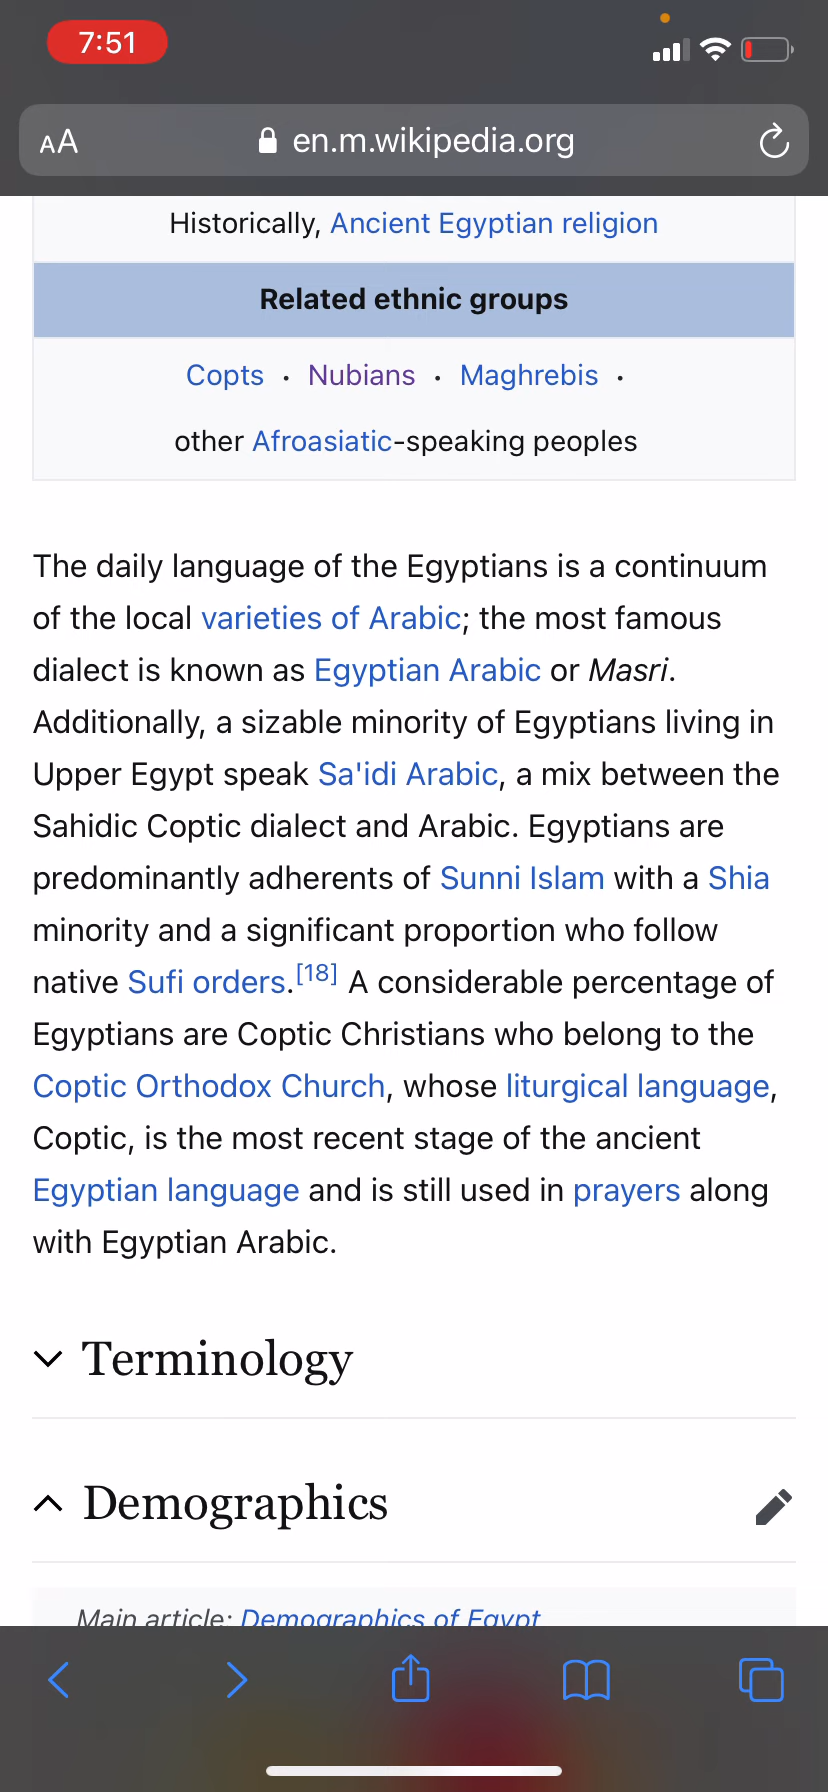 7:51
AA en.m.wikipedia.org
Historically, Ancient Egyptian religion
Related ethnic groups
Copts · Nubians · Maghrebis ·
other Afroasiatic-speaking peoples
The daily language of the Egyptians is a continuum
of the local varieties of Arabic; the most famous
dialect is known as Egyptian Arabic or Masri.
Additionally, a sizable minority of Egyptians living in
Upper Egypt speak Sa'idi Arabic, a mix between the
Sahidic Coptic dialect and Arabic. Egyptians are
predominantly adherents of Sunni Islam with a Shia
minority and a significant proportion who follow
native Sufi orders.[18] A considerable percentage of
Egyptians are Coptic Christians who belong to the
Coptic Orthodox Church, whose liturgical language,
Coptic, is the most recent stage of the ancient
Egyptian language and is still used in prayers along
with Egyptian Arabic.
Terminology
Demographics
Main article: Demographics of Egypt